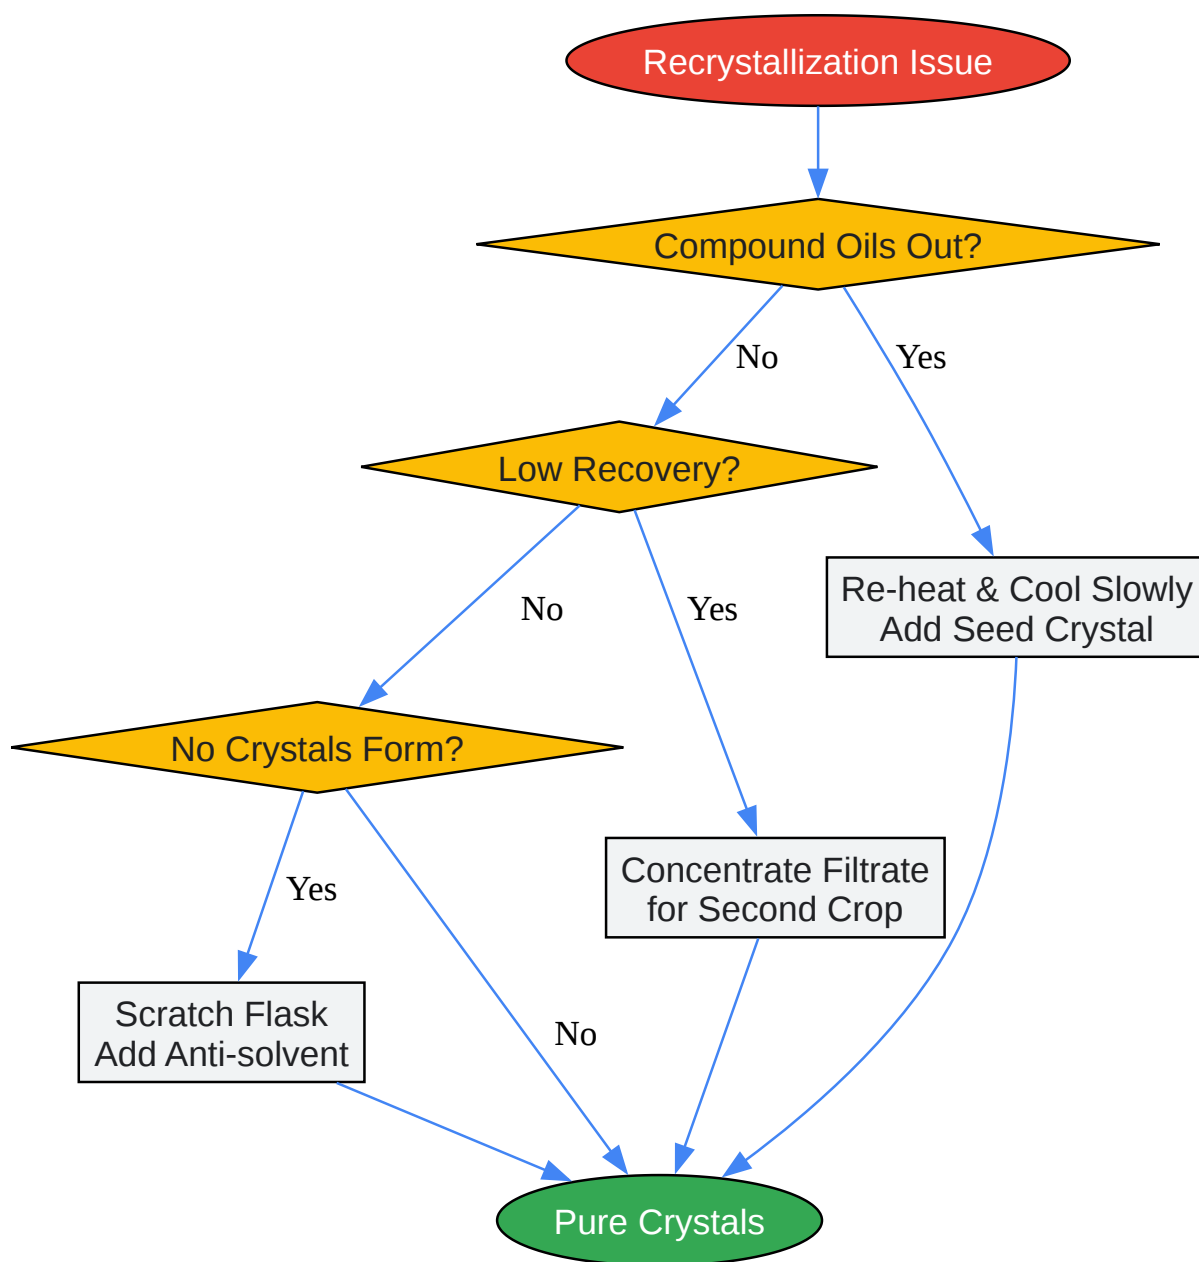 Recrystallization Issue
Compound Oils Out?
No
Yes
Low Recovery?
Re-heat & Cool Slowly
Add Seed Crystal
No
Yes
No Crystals Form?
Concentrate Filtrate
for Second Crop
Yes
Scratch Flask
Add Anti-solvent
No
Pure Crystals